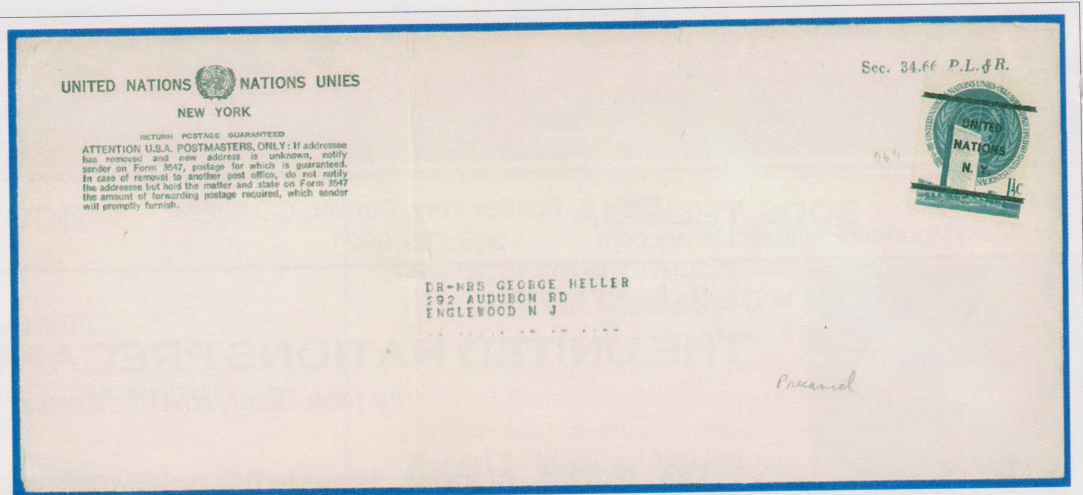 UNITED NATIONS NATIONS UNIES
NEW YORK
RETURN POSTAGE GUARANTEED
ATTENTION U.S.A. POSTMASTERS, ONLY: If addressee
has removed and new address is unknown, notify
sender on Form 3547, postage for which is guaranteed.
In case of removal to another post office, do not notify
the addressee but hold the matter and state on Form 3547
the amount of forwarding postage required, which sender
will promptly furnish.
Sec. 34.66 P.L.&R.
UNITED
NATIONS
N. Y.
1½c
969
DR-MRS GEORGE HELLER
292 AUDUBON RD
ENGLEWOOD N J
Precancel